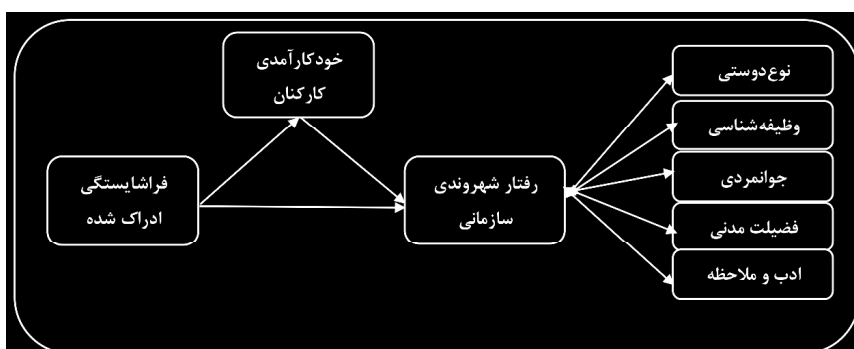 خودکارآمدی
کارکنان
فراشایستگی
ادراک شده
رفتار شهروندی
سازمانی
نوع‌دوستی
وظیفه‌شناسی
جوانمردی
فضیلت مدنی
ادب و ملاحظه